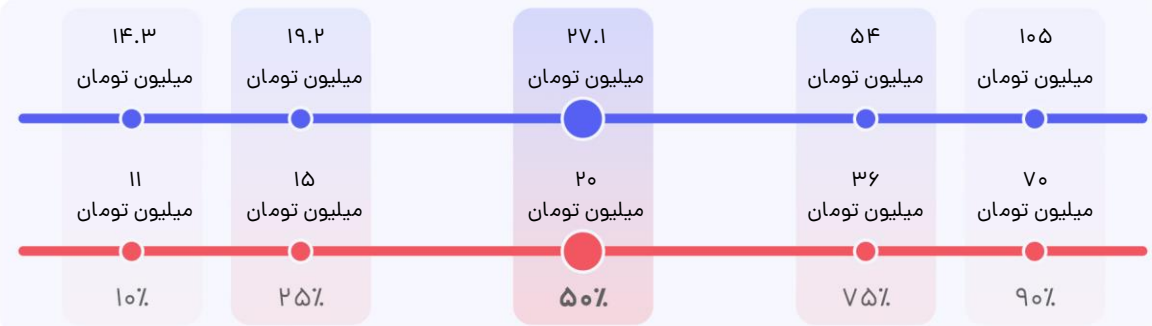 ۱۴.۳ ۱۹.۲ ۲۷.۱ ۵۴ ۱۰۵
میلیون تومان میلیون تومان میلیون تومان میلیون تومان میلیون تومان
۱۱ ۱۵ ۲۰ ۳۶ ۷۰
میلیون تومان میلیون تومان میلیون تومان میلیون تومان میلیون تومان
۱۰٪ ۲۵٪ ۵۰٪ ۷۵٪ ۹۰٪